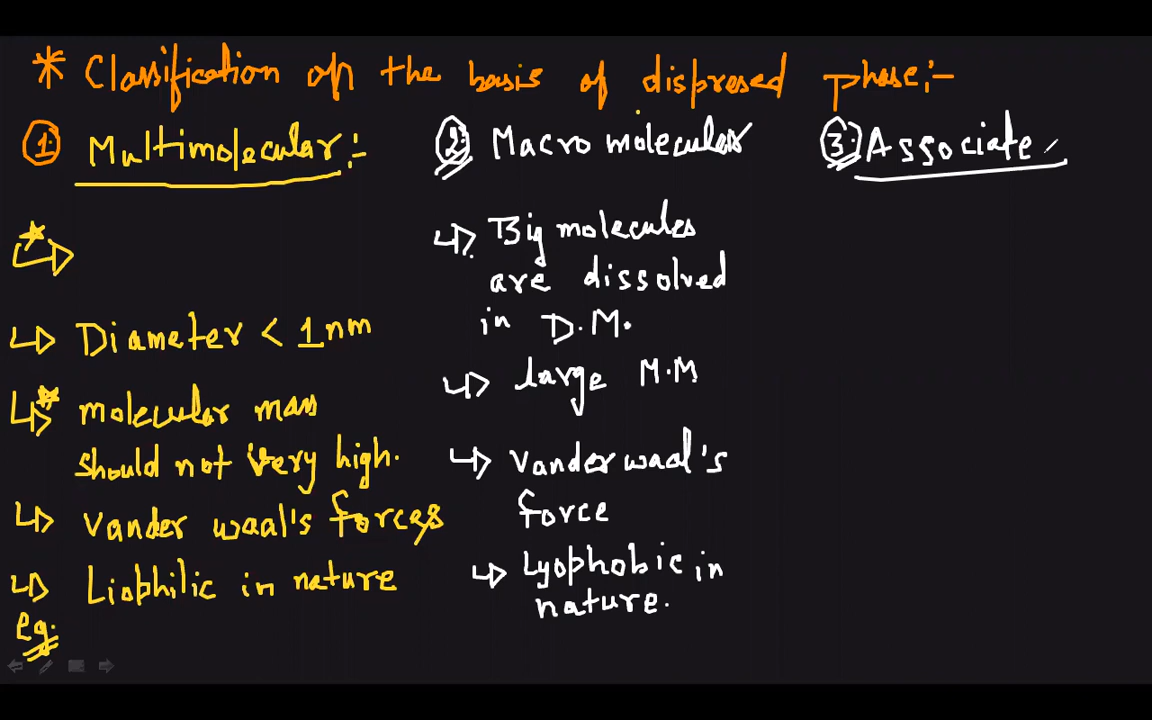 * Classification on the basis of dispresed phase:-
1. Multimolecular:-
Diameter < 1nm
molecular mass
should not very high.
Vander waal's forces
Liophilic in nature
eg.
2. Macro molecular
Big molecules
are dissolved
in D.M.
large M.M
Vander waal's
force
Lyophobic in
nature.
3. Associate